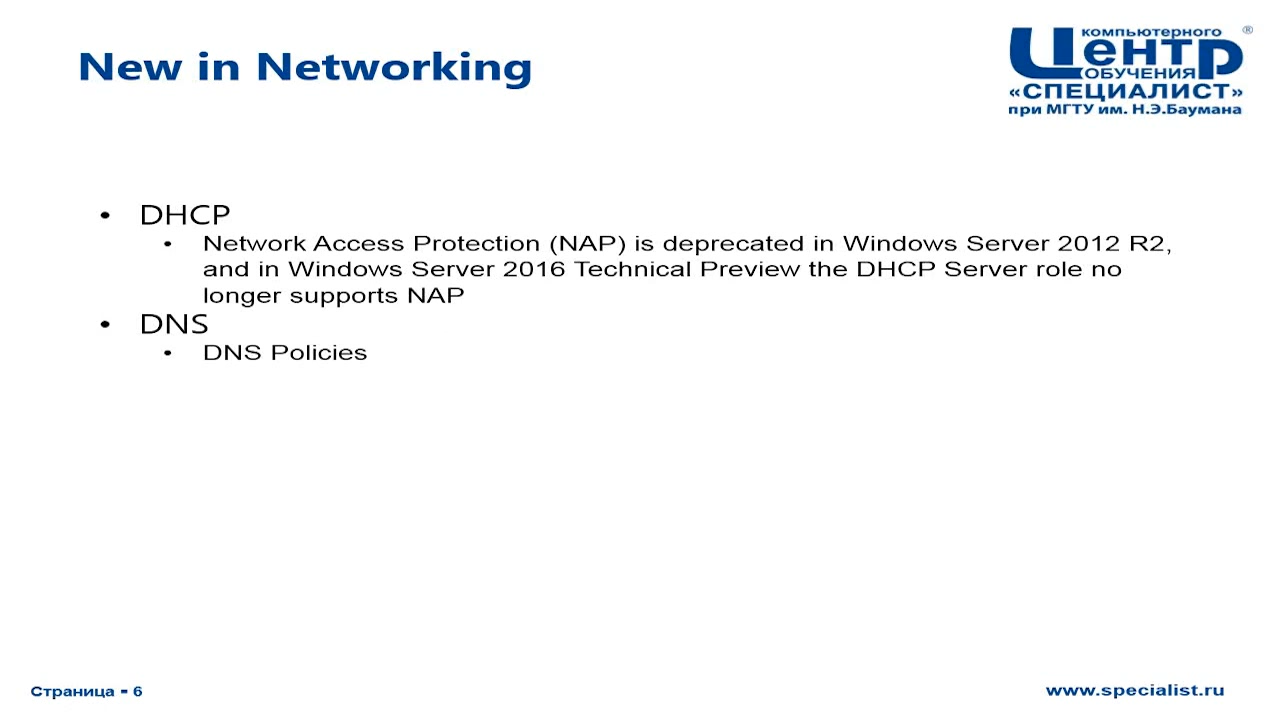 New in Networking
компьютерного
Центр
ОБУЧЕНИЯ
«СПЕЦИАЛИСТ»
при МГТУ им. Н.Э.Баумана
®
• DHCP
• Network Access Protection (NAP) is deprecated in Windows Server 2012 R2,
and in Windows Server 2016 Technical Preview the DHCP Server role no
longer supports NAP
• DNS
• DNS Policies
Страница - 6
www.specialist.ru